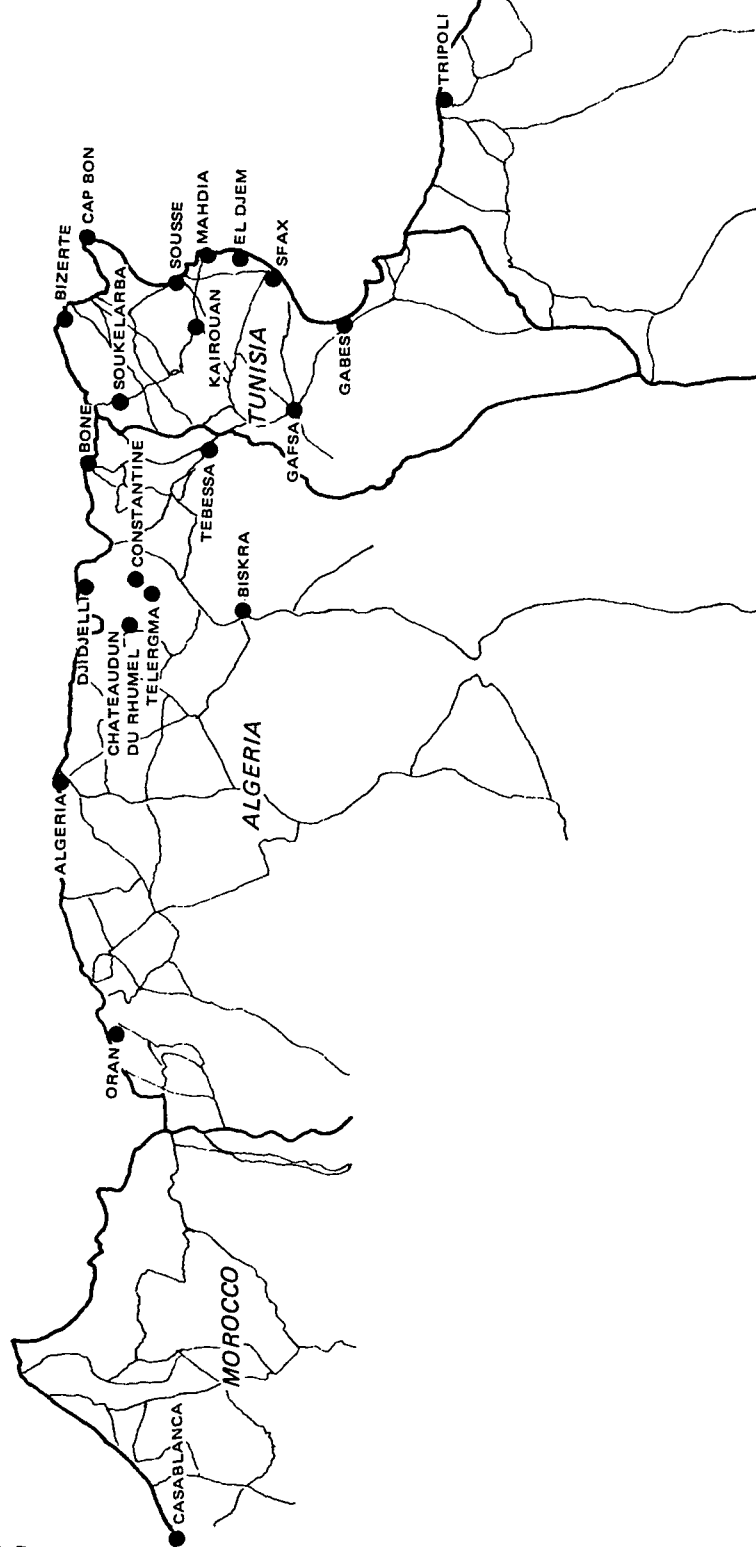 CASABLANCA
MOROCCO
ORAN
ALGERIA
ALGERIA
DJIDJELLI
CHATEAUDUN
DU RHUMEL
TELERGMA
CONSTANTINE
BISKRA
BONE
TEBESSA
SOUKELARBA
BIZERTE
CAP BON
TUNISIA
KAIROUAN
GAFSA
SOUSSE
MAHDIA
EL DJEM
SFAX
GABES
TRIPOLI